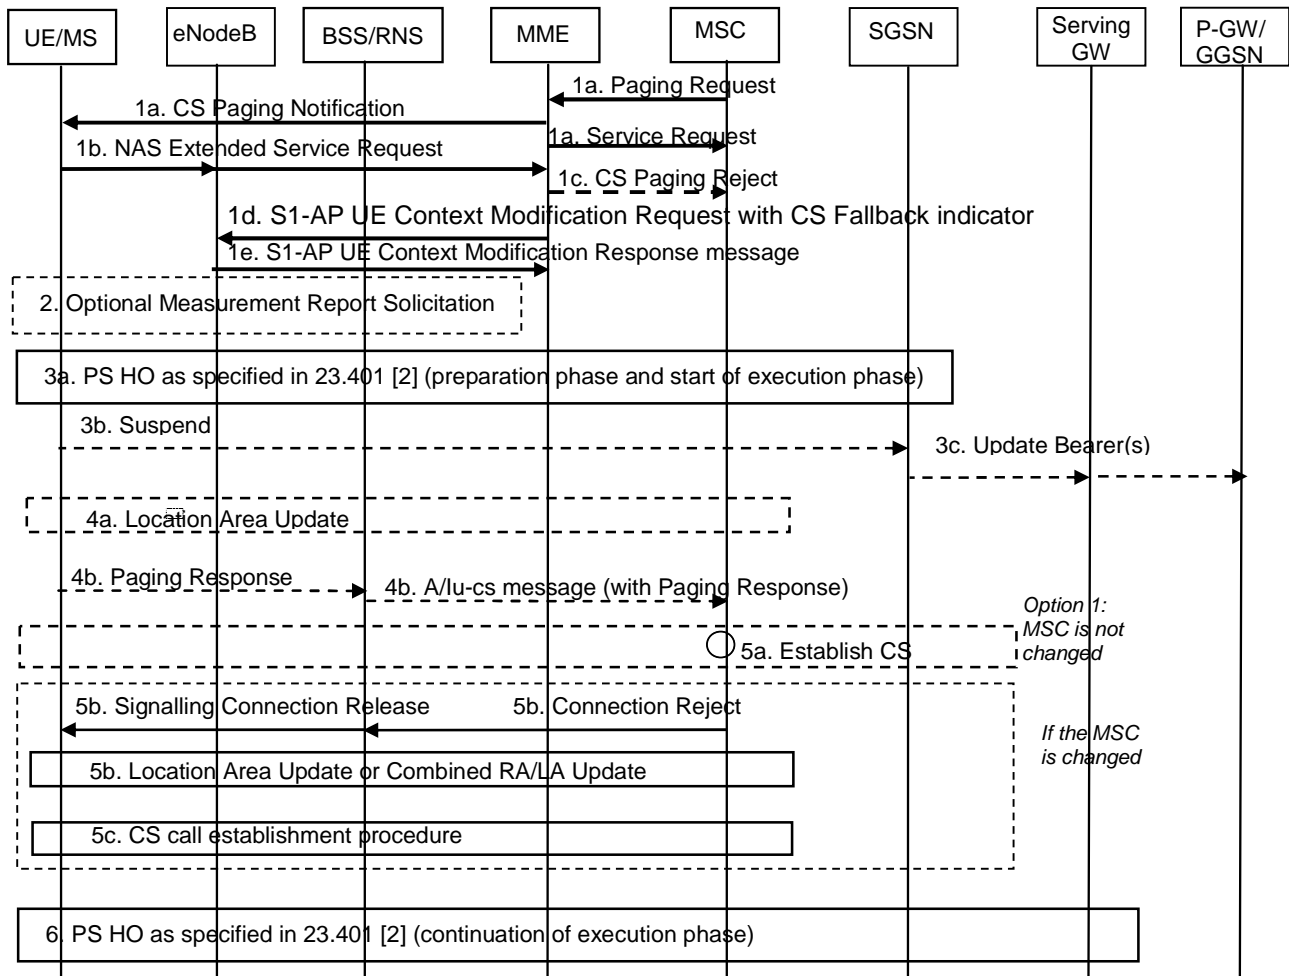 UE/MS
eNodeB
BSS/RNS
MME
MSC
SGSN
Serving
GW
P-GW/
GGSN
1a. Paging Request
1a. CS Paging Notification
1a. Service Request
1b. NAS Extended Service Request
1c. CS Paging Reject
1d. S1-AP UE Context Modification Request with CS Fallback indicator
1e. S1-AP UE Context Modification Response message
2. Optional Measurement Report Solicitation
3a. PS HO as specified in 23.401 [2] (preparation phase and start of execution phase)
3b. Suspend
3c. Update Bearer(s)
4a. Location Area Update
4b. Paging Response
4b. A/Iu-cs message (with Paging Response)
Option 1:
MSC is not
changed
5a. Establish CS
5b. Signalling Connection Release
5b. Connection Reject
If the MSC
is changed
5b. Location Area Update or Combined RA/LA Update
5c. CS call establishment procedure
6. PS HO as specified in 23.401 [2] (continuation of execution phase)